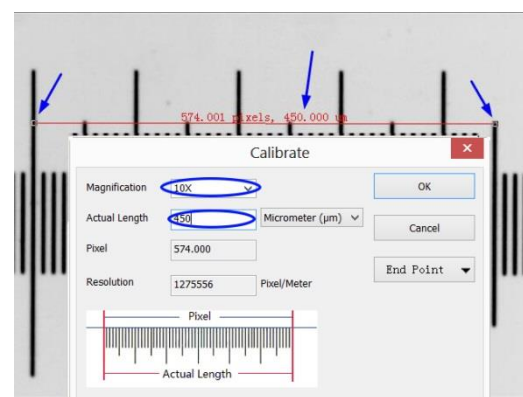 574.001 pixels, 450.000 um
Calibrate
Magnification 10X OK
Actual Length 450 Micrometer (μm) Cancel
Pixel 574.000
End Point
Resolution 1275556 Pixel/Meter
Pixel
Actual Length